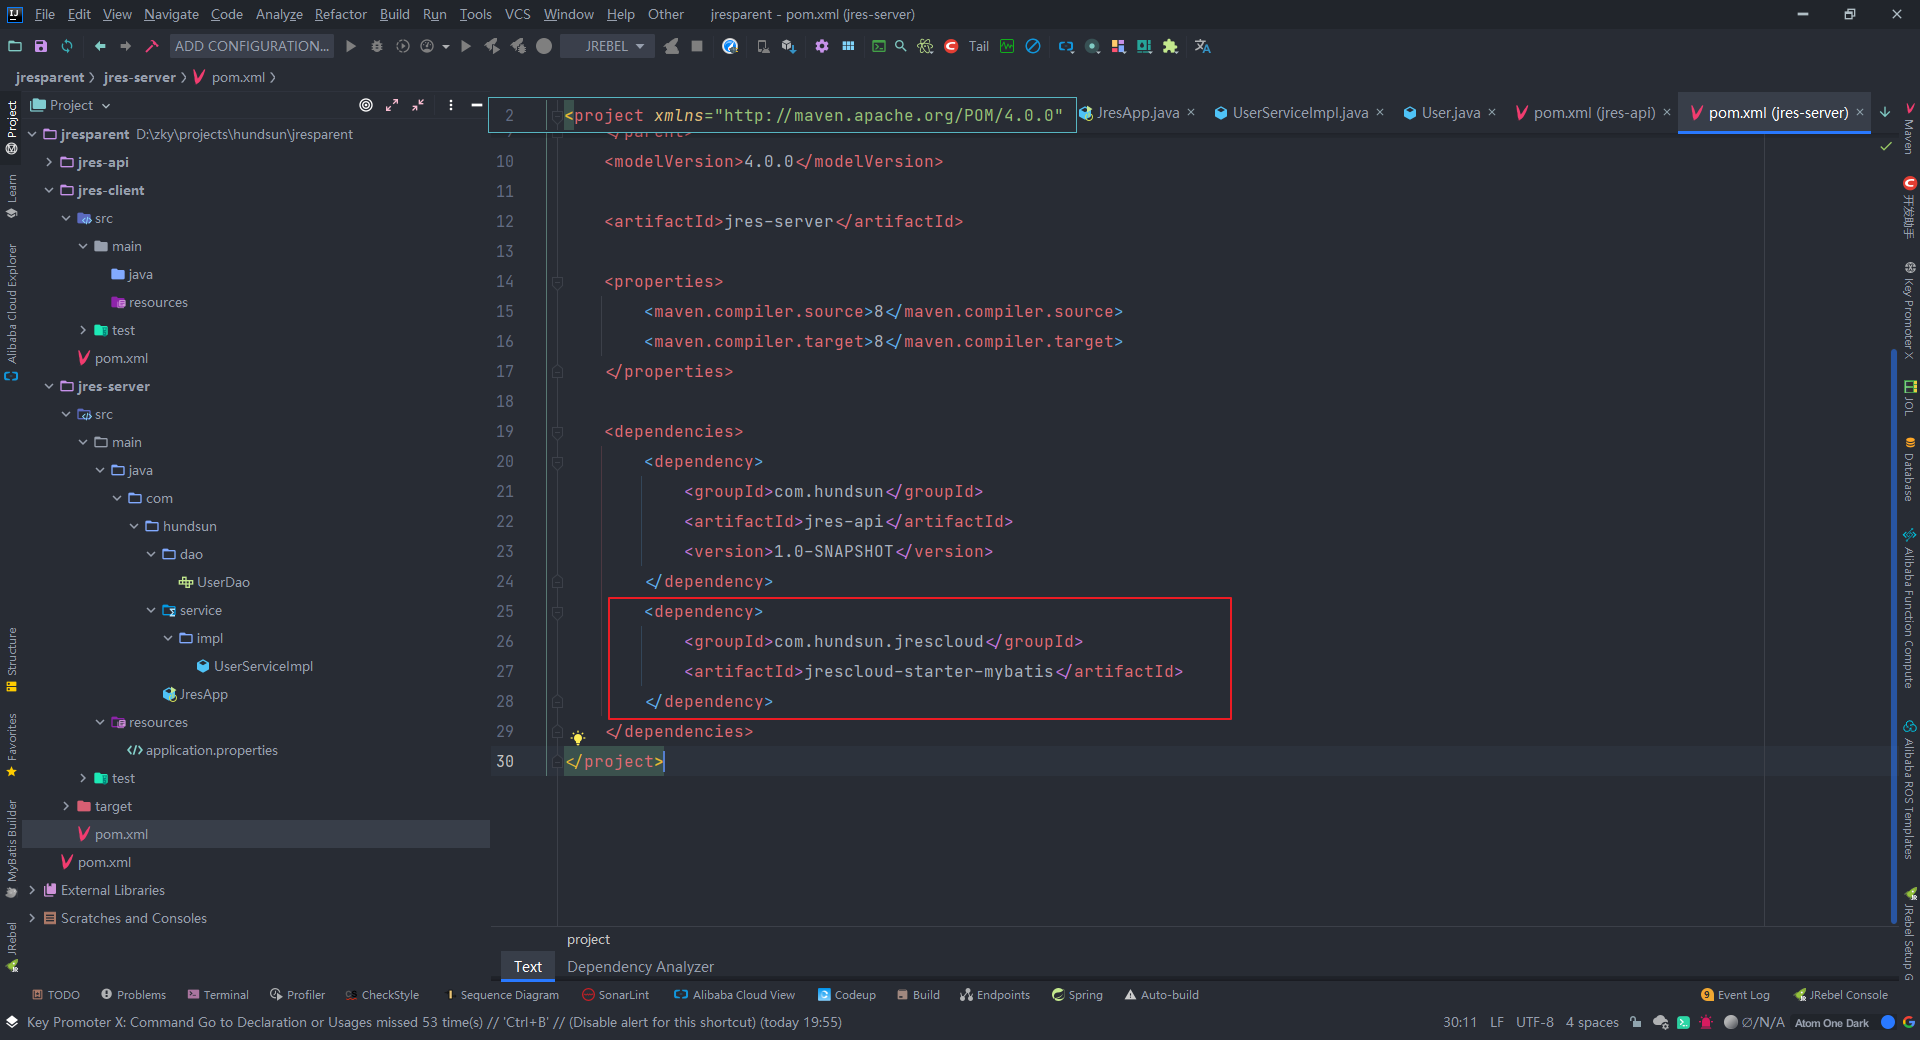 File Edit View Navigate Code Analyze Refactor Build Run Tools VCS Window Help Other jresparent - pom.xml (jres-server)
ADD CONFIGURATION... JREBEL Tail
jresparent jres-server pom.xml
Project
2 <project xmlns="http://maven.apache.org/POM/4.0.0"
JresApp.java UserServiceImpl.java User.java pom.xml (jres-api) pom.xml (jres-server)
jresparent D:\zky\projects\hundsun\jresparent
jres-api
jres-client
src
main
java
resources
test
pom.xml
jres-server
src
main
java
com
hundsun
dao
UserDao
service
impl
UserServiceImpl
JresApp
resources
application.properties
test
target
pom.xml
pom.xml
External Libraries
Scratches and Consoles
9 </parent>
10 <modelVersion>4.0.0</modelVersion>
11
12 <artifactId>jres-server</artifactId>
13
14 <properties>
15 <maven.compiler.source>8</maven.compiler.source>
16 <maven.compiler.target>8</maven.compiler.target>
17 </properties>
18
19 <dependencies>
20 <dependency>
21 <groupId>com.hundsun</groupId>
22 <artifactId>jres-api</artifactId>
23 <version>1.0-SNAPSHOT</version>
24 </dependency>
25 <dependency>
26 <groupId>com.hundsun.jrescloud</groupId>
27 <artifactId>jrescloud-starter-mybatis</artifactId>
28 </dependency>
29 </dependencies>
30 </project>
project
Text Dependency Analyzer
Project
Learn
Alibaba Cloud Explorer
Structure
Favorites
MyBatis Builder
JRebel
Maven
开发助手
Key Promoter X
JOL
Database
Alibaba Function Compute
Alibaba ROS Templates
JRebel Setup G
TODO Problems Terminal Profiler CheckStyle Sequence Diagram SonarLint Alibaba Cloud View Codeup Build Endpoints Spring Auto-build 9 Event Log JRebel Console
Key Promoter X: Command Go to Declaration or Usages missed 53 time(s) // 'Ctrl+B' // (Disable alert for this shortcut) (today 19:55) 30:11 LF UTF-8 4 spaces Ø/N/A Atom One Dark